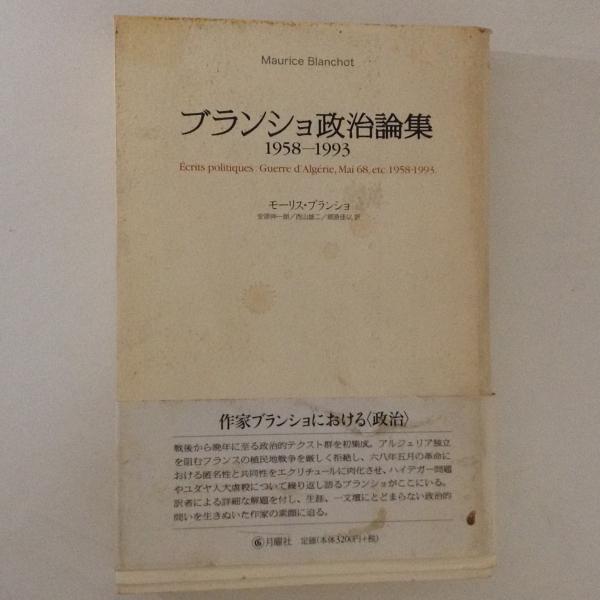 Maurice Blanchot
ブランショ政治論集
1958—1993
Écrits politiques : Guerre d'Algérie, Mai 68, etc. 1958-1993.
モーリス・ブランショ
安原伸一朗／西山雄二／郷原佳以 訳
作家ブランショにおける〈政治〉
戦後から晩年に至る政治的テクスト群を初集成。アルジェリア独立
を阻むフランスの植民地戦争を厳しく拒絶し、六八年五月の革命に
おける匿名性と共同性をエクリチュールに肉化させ、ハイデガー問題
やユダヤ人大虐殺について繰り返し語るブランショがここにいる。
訳者による詳細な解題を付し、生涯、一文壇にとどまらない政治的
問いを生きぬいた作家の素顔に迫る。
月曜社 定価(本体3200円+税)